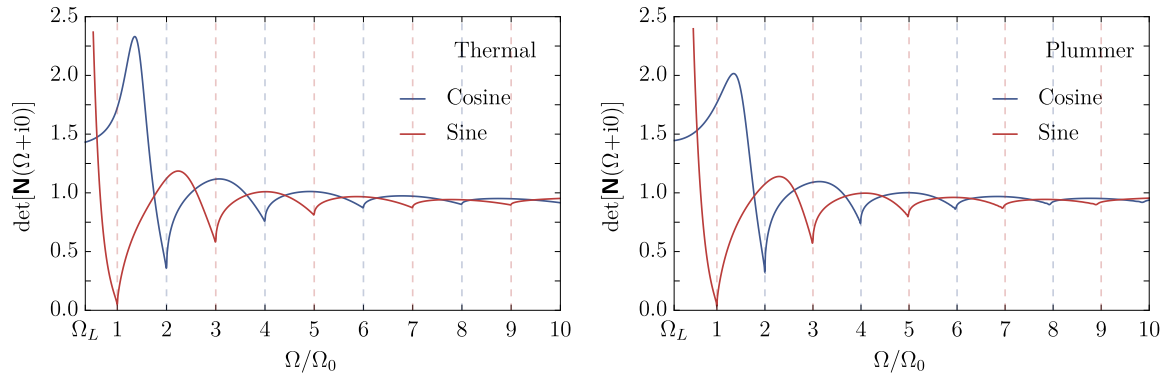 2.5
2.0
1.5
1.0
0.5
0.0
det[N(Ω+i0)]
Thermal
Cosine
Sine
Ω_L 1 2 3 4 5 6 7 8 9 10
Ω/Ω₀
2.5
2.0
1.5
1.0
0.5
0.0
det[N(Ω+i0)]
Plummer
Cosine
Sine
Ω_L 1 2 3 4 5 6 7 8 9 10
Ω/Ω₀